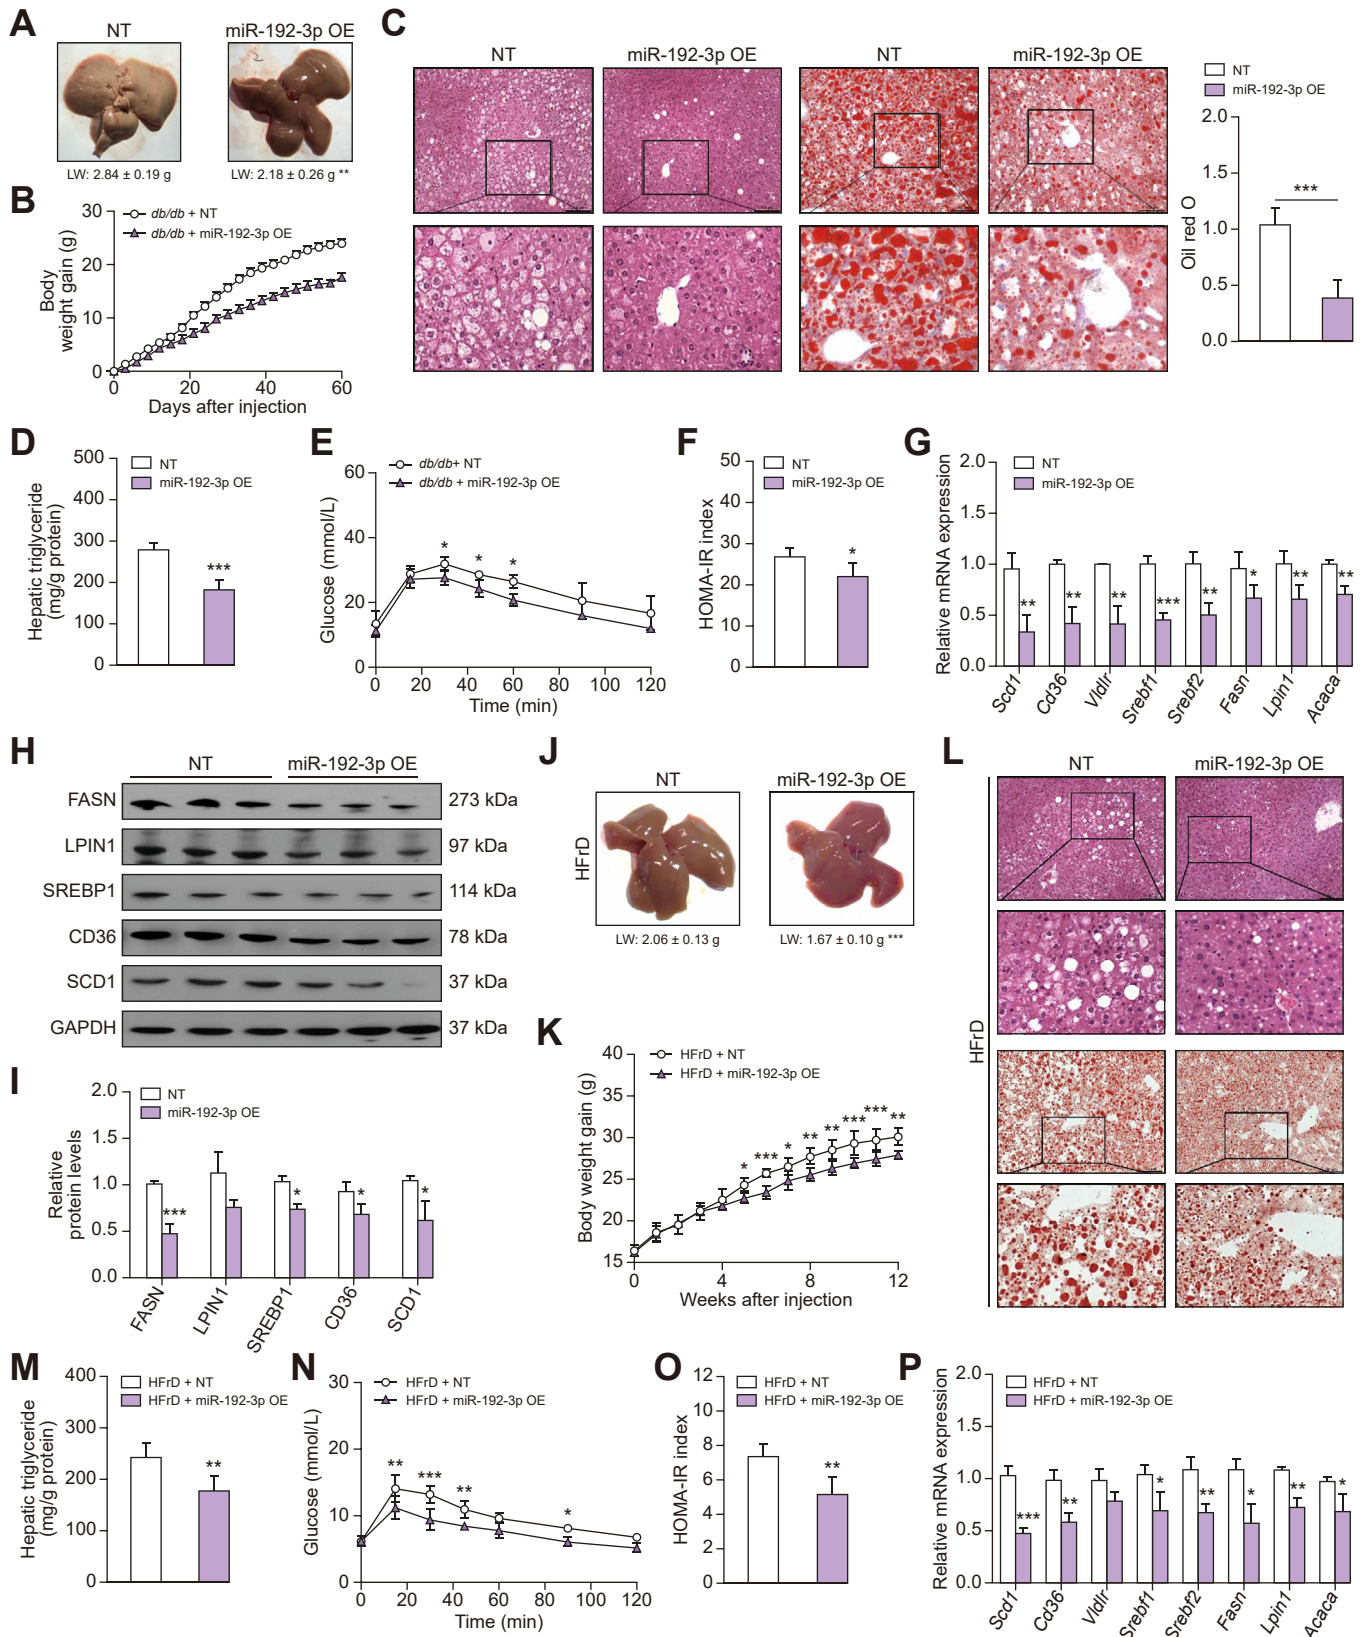 A
NT
miR-192-3p OE
LW: 2.84 ± 0.19 g
LW: 2.18 ± 0.26 g **
B
Body
weight gain (g)
30
20
10
0
db/db + NT
db/db + miR-192-3p OE
0
20
40
60
Days after injection
C
NT
miR-192-3p OE
NT
miR-192-3p OE
NT
miR-192-3p OE
Oil red O
2.0
1.5
1.0
0.5
0.0
***
D
Hepatic triglyceride
(mg/g protein)
500
400
300
200
100
0
NT
miR-192-3p OE
***
E
Glucose (mmol/L)
60
40
20
0
db/db+ NT
db/db + miR-192-3p OE
* * *
0 20 40 60 80 100 120
Time (min)
F
HOMA-IR index
50
40
30
20
10
0
NT
miR-192-3p OE
*
G
Relative mRNA expression
2.0
1.5
1.0
0.5
0.0
NT
miR-192-3p OE
** ** ** *** ** * ** **
Scd1 Cd36 Vldlr Srebf1 Srebf2 Fasn Lpin1 Acaca
H
NT
miR-192-3p OE
FASN 273 kDa
LPIN1 97 kDa
SREBP1 114 kDa
CD36 78 kDa
SCD1 37 kDa
GAPDH 37 kDa
I
Relative
protein levels
2.0
1.5
1.0
0.5
0.0
NT
miR-192-3p OE
*** * * *
FASN LPIN1 SREBP1 CD36 SCD1
J
NT
miR-192-3p OE
HFrD
LW: 2.06 ± 0.13 g
LW: 1.67 ± 0.10 g ***
K
Body weight gain (g)
40
35
30
25
20
15
HFrD + NT
HFrD + miR-192-3p OE
* *** * ** ** *** *** **
0 4 8 12
Weeks after injection
L
NT
miR-192-3p OE
HFrD
M
Hepatic triglyceride
(mg/g protein)
400
300
200
100
0
HFrD + NT
HFrD + miR-192-3p OE
**
N
Glucose (mmol/L)
30
20
10
0
HFrD + NT
HFrD + miR-192-3p OE
** *** ** *
0 20 40 60 80 100 120
Time (min)
O
HOMA-IR index
12
10
8
6
4
2
0
HFrD + NT
HFrD + miR-192-3p OE
**
P
Relative mRNA expression
2.0
1.5
1.0
0.5
0.0
HFrD + NT
HFrD + miR-192-3p OE
*** ** * ** * ** *
Scd1 Cd36 Vldlr Srebf1 Srebf2 Fasn Lpin1 Acaca